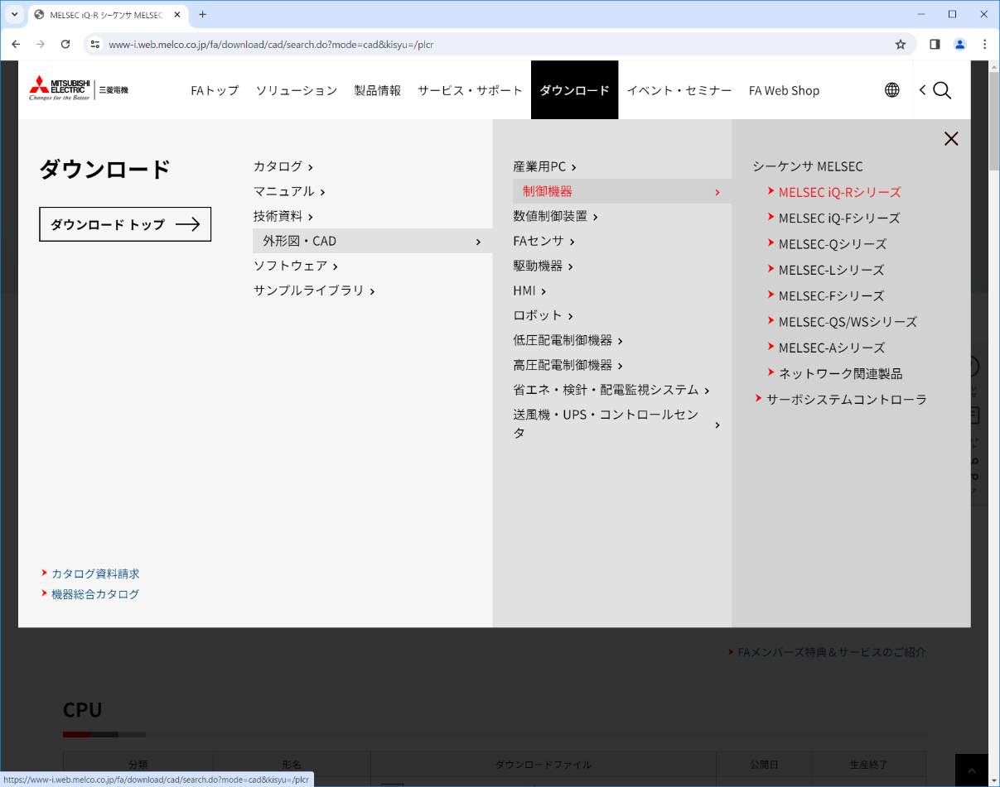 MELSEC iQ-R シーケンサ MELSEC
www-i.web.melco.co.jp/fa/download/cad/search.do?mode=cad&kisyu=/plcr
MITSUBISHI ELECTRIC
Changes for the Better
三菱電機
FAトップ
ソリューション
製品情報
サービス・サポート
ダウンロード
イベント・セミナー
FA Web Shop
ダウンロード
ダウンロード トップ
カタログ
マニュアル
技術資料
外形図・CAD
ソフトウェア
サンプルライブラリ
産業用PC
制御機器
数値制御装置
FAセンサ
駆動機器
HMI
ロボット
低圧配電制御機器
高圧配電制御機器
省エネ・検針・配電監視システム
送風機・UPS・コントロールセン
タ
シーケンサ MELSEC
MELSEC iQ-Rシリーズ
MELSEC iQ-Fシリーズ
MELSEC-Qシリーズ
MELSEC-Lシリーズ
MELSEC-Fシリーズ
MELSEC-QS/WSシリーズ
MELSEC-Aシリーズ
ネットワーク関連製品
サーボシステムコントローラ
カタログ資料請求
機器総合カタログ
FAメンバーズ特典＆サービスのご紹介
CPU
分類
形名
ダウンロードファイル
公開日
生産終了
https://www-i.web.melco.co.jp/fa/download/cad/search.do?mode=cad&kisyu=/plcr